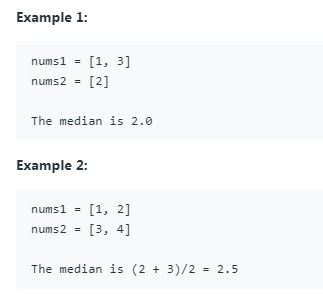 Example 1:
nums1 = [1, 3]
nums2 = [2]
The median is 2.0
Example 2:
nums1 = [1, 2]
nums2 = [3, 4]
The median is (2 + 3)/2 = 2.5